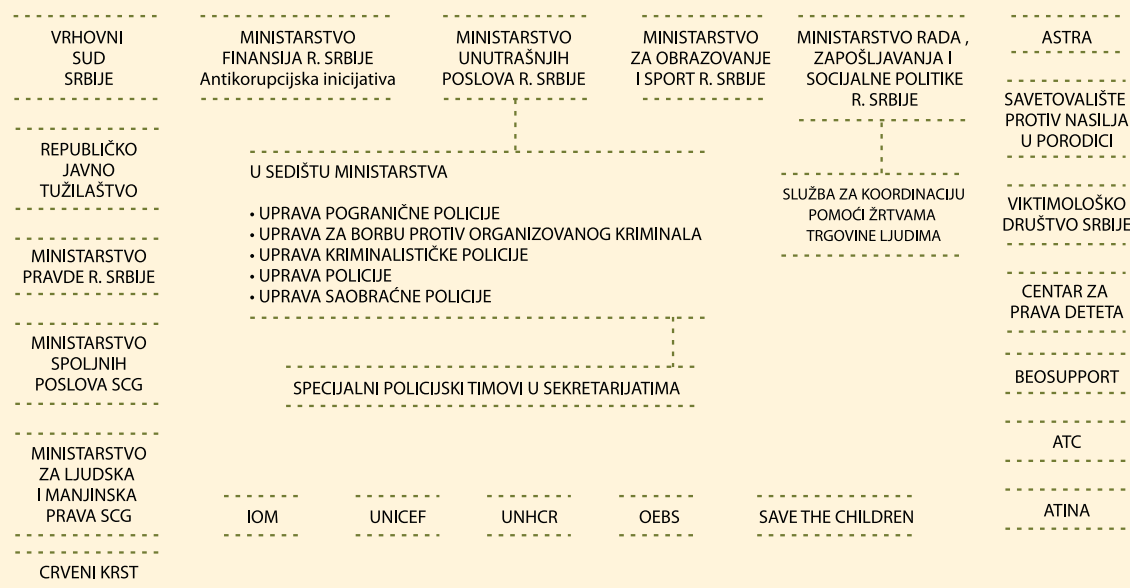 VRHOVNI
SUD
SRBIJE
MINISTARSTVO
FINANSIJA R. SRBIJE
Antikorupcijska inicijativa
MINISTARSTVO
UNUTRAŠNJIH
POSLOVA R. SRBIJE
MINISTARSTVO
ZA OBRAZOVANJE
I SPORT R. SRBIJE
MINISTARSTVO RADA ,
ZAPOŠLJAVANJA I
SOCIJALNE POLITIKE
R. SRBIJE
ASTRA
REPUBLIČKO
JAVNO
TUŽILAŠTVO
MINISTARSTVO
PRAVDE R. SRBIJE
MINISTARSTVO
SPOLJNIH
POSLOVA SCG
MINISTARSTVO
ZA LJUDSKA
I MANJINSKA
PRAVA SCG
CRVENI KRST
U SEDIŠTU MINISTARSTVA
• UPRAVA POGRANIČNE POLICIJE
• UPRAVA ZA BORBU PROTIV ORGANIZOVANOG KRIMINALA
• UPRAVA KRIMINALISTIČKE POLICIJE
• UPRAVA POLICIJE
• UPRAVA SAOBRAĆNE POLICIJE
SPECIJALNI POLICIJSKI TIMOVI U SEKRETARIJATIMA
SLUŽBA ZA KOORDINACIJU
POMOĆI ŽRTVAMA
TRGOVINE LJUDIMA
SAVETOVALIŠTE
PROTIV NASILJA
U PORODICI
VIKTIMOLOŠKO
DRUŠTVO SRBIJE
CENTAR ZA
PRAVA DETETA
BEOSUPPORT
ATC
ATINA
IOM
UNICEF
UNHCR
OEBS
SAVE THE CHILDREN